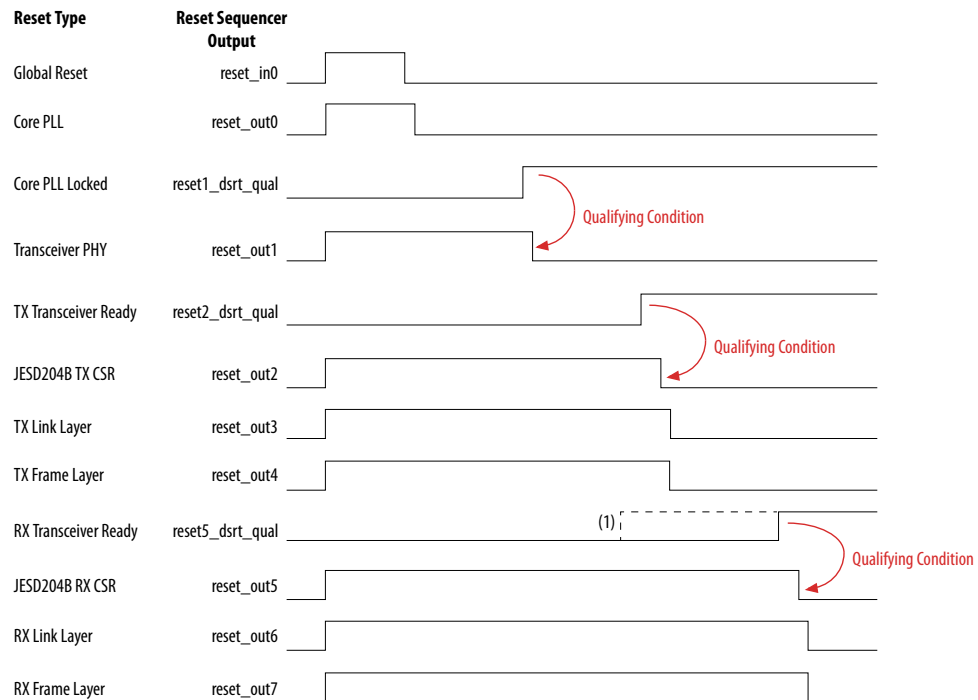 Reset Type Reset Sequencer
Output
Global Reset reset_in0
Core PLL reset_out0
Core PLL Locked reset1_dsrt_qual
Qualifying Condition
Transceiver PHY reset_out1
TX Transceiver Ready reset2_dsrt_qual
Qualifying Condition
JESD204B TX CSR reset_out2
TX Link Layer reset_out3
TX Frame Layer reset_out4
(1)
RX Transceiver Ready reset5_dsrt_qual
Qualifying Condition
JESD204B RX CSR reset_out5
RX Link Layer reset_out6
RX Frame Layer reset_out7